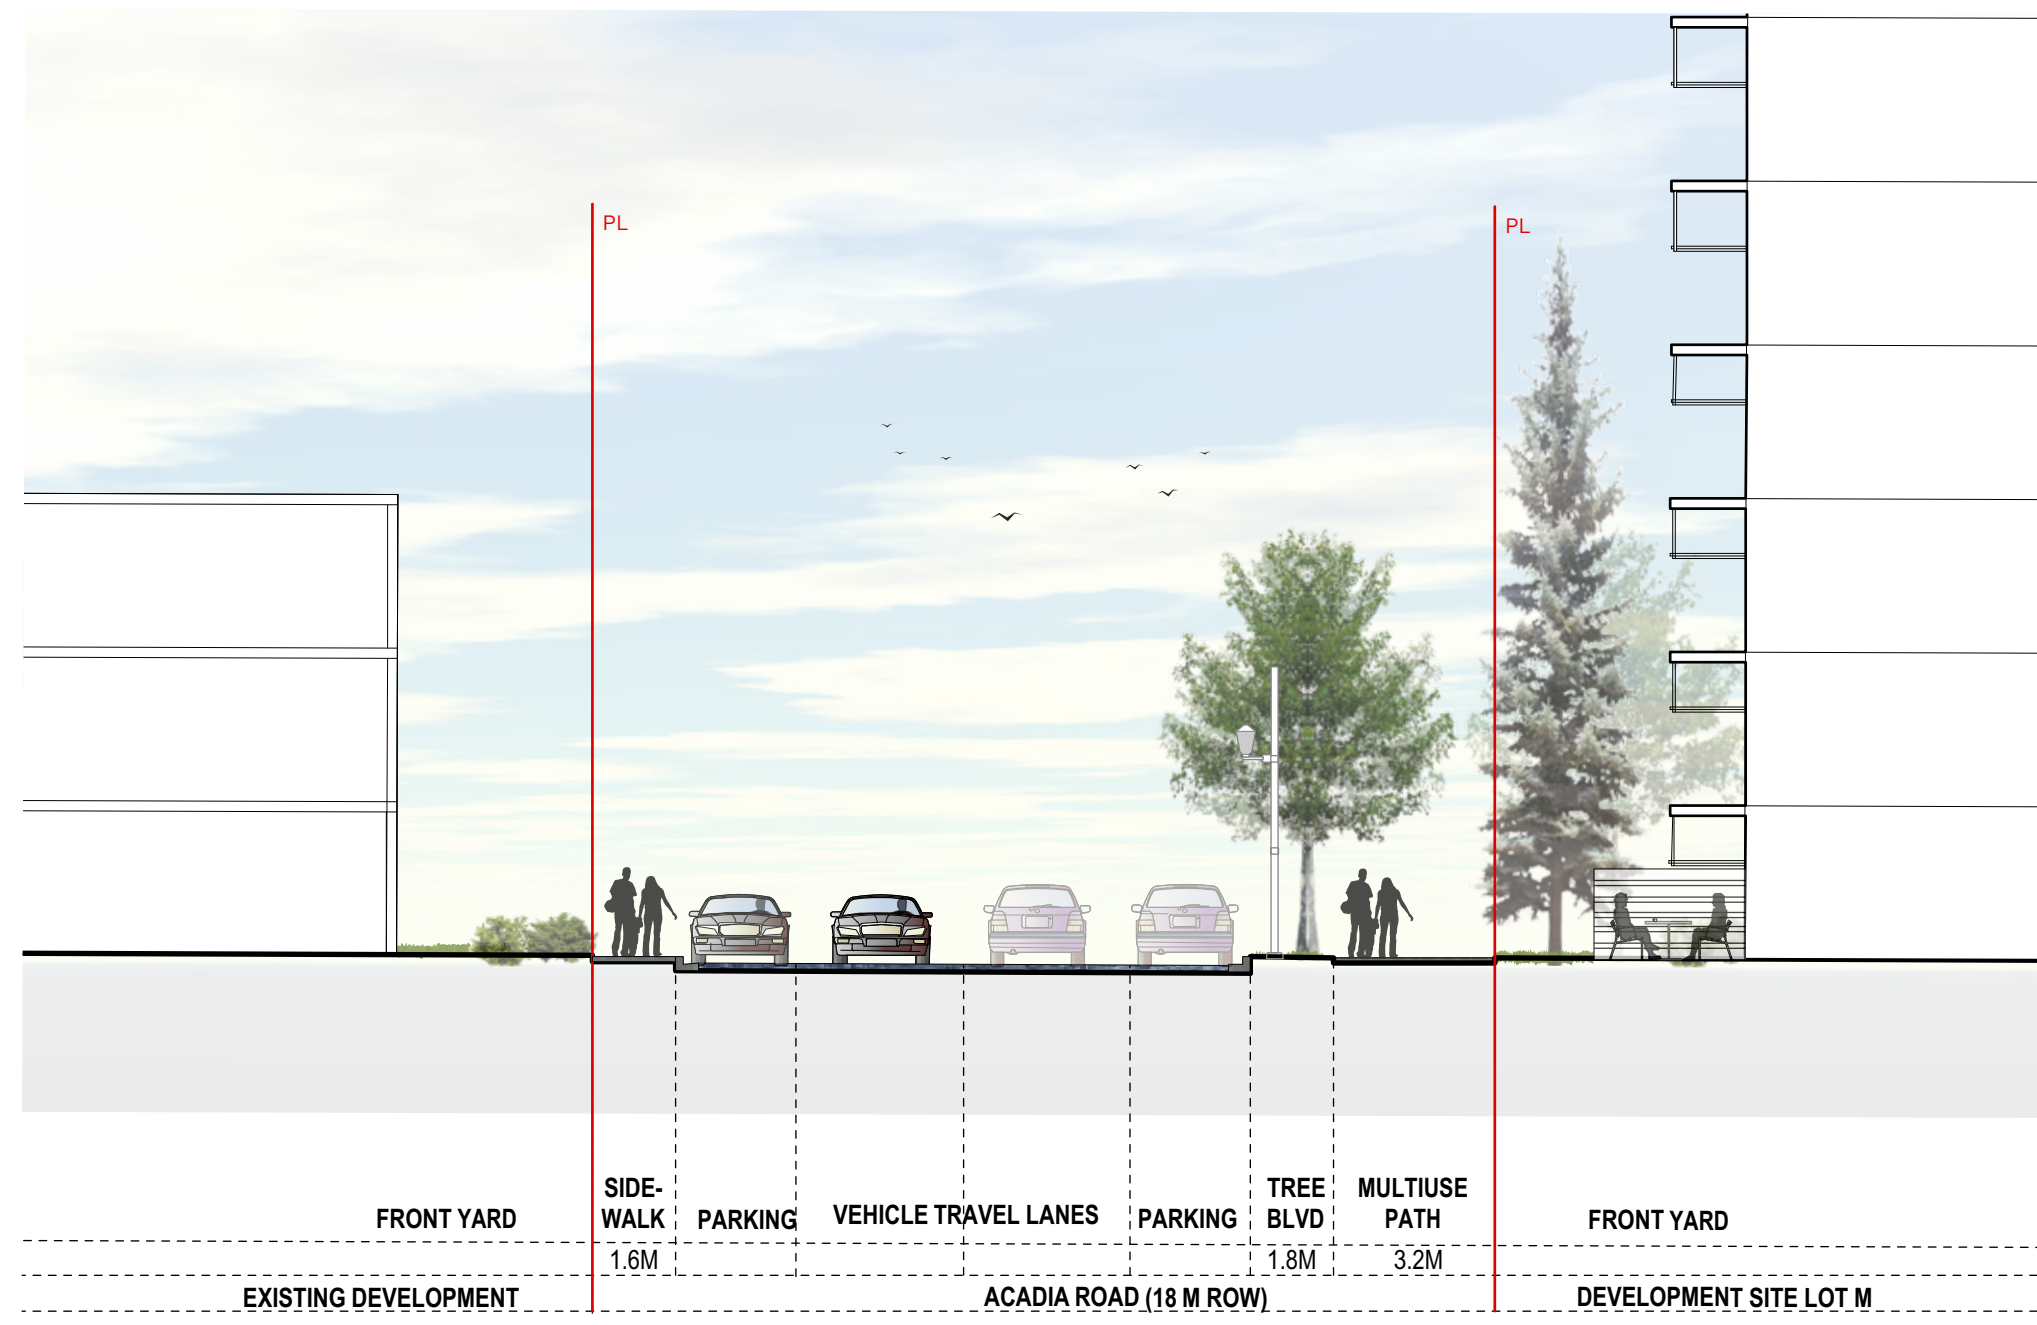 PL
PL
FRONT YARD
SIDE-
WALK
PARKING
VEHICLE TRAVEL LANES
PARKING
TREE
BLVD
MULTIUSE
PATH
FRONT YARD
1.6M
1.8M
3.2M
EXISTING DEVELOPMENT
ACADIA ROAD (18 M ROW)
DEVELOPMENT SITE LOT M